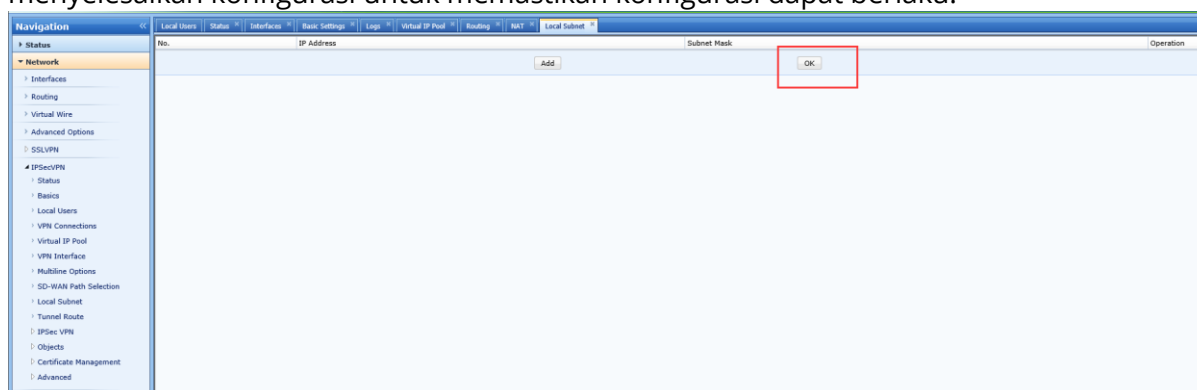 menyelesaikan konfigurasi untuk memastikan konfigurasi dapat berlaku.
Navigation
Local Users Status Interfaces Basic Settings Logs Virtual IP Pool Routing NAT Local Subnet
No. IP Address Subnet Mask Operation
Add OK
Status
Network
Interfaces
Routing
Virtual Wire
Advanced Options
SSLVPN
IPSecVPN
Status
Basics
Local Users
VPN Connections
Virtual IP Pool
VPN Interface
Multiline Options
SD-WAN Path Selection
Local Subnet
Tunnel Route
IPSec VPN
Objects
Certificate Management
Advanced